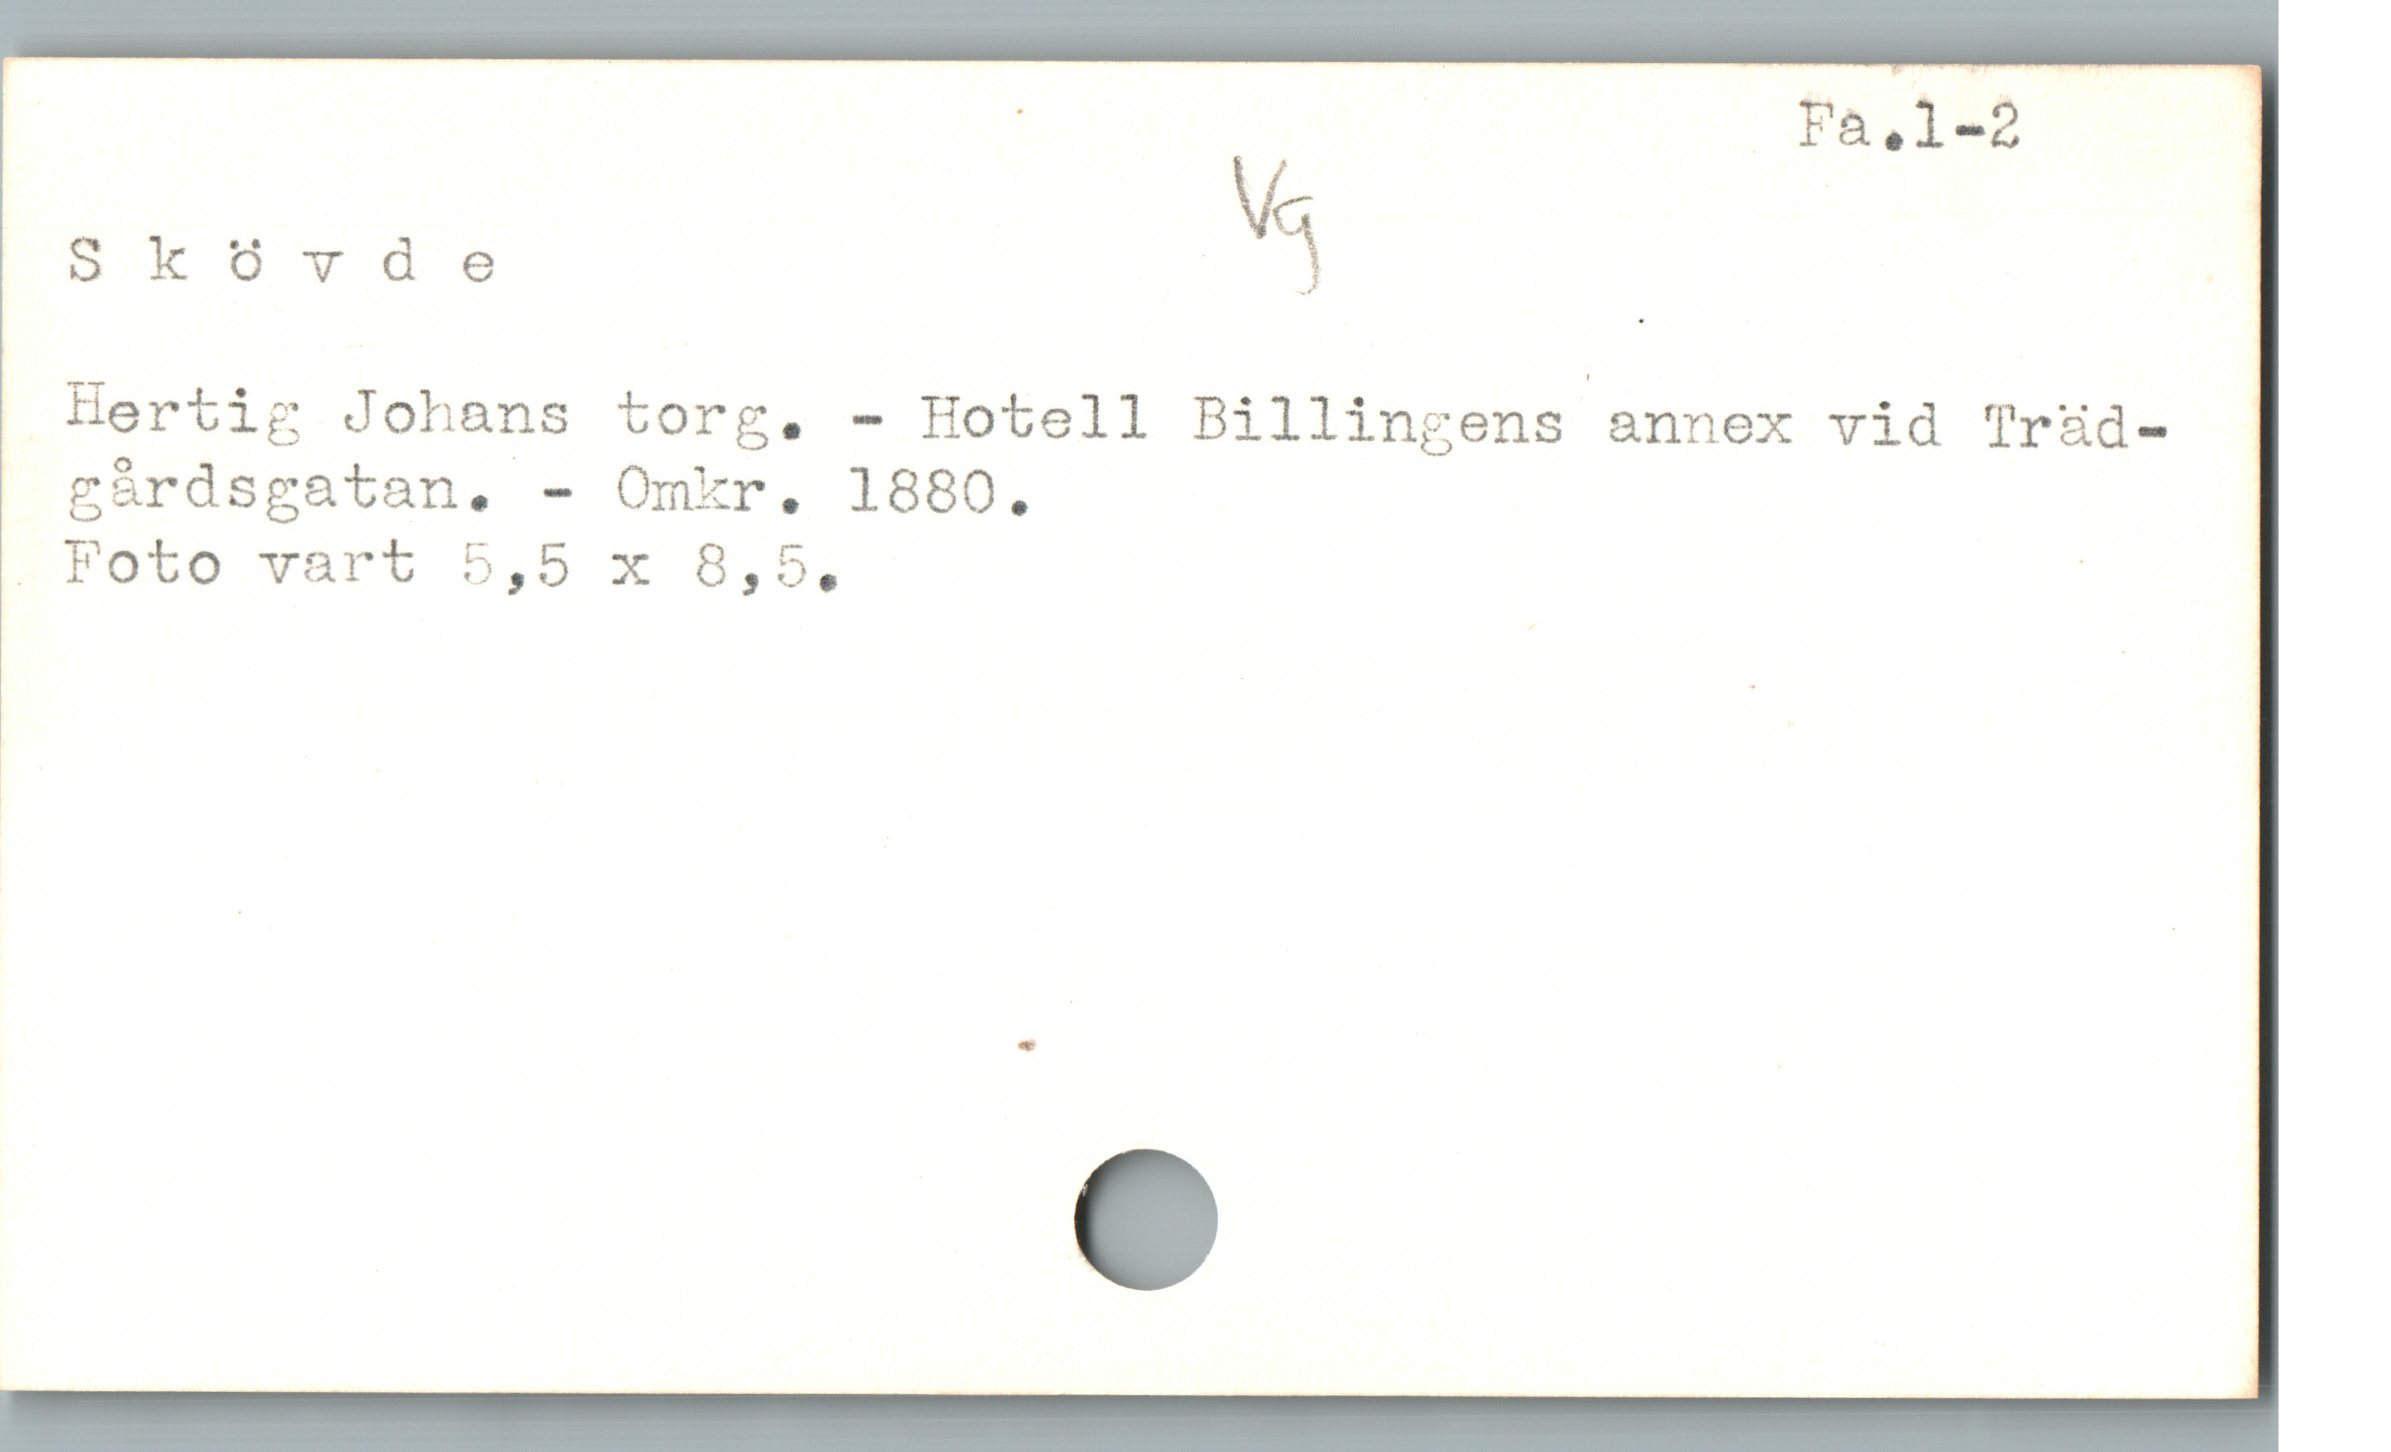 Fa.1-2
Vg
S k ö v d e
Hertig Johans torg. - Hotell Billingens annex vid Träd-
gårdsgatan. - Omkr. 1880.
Foto vart 5,5 x 8,5.